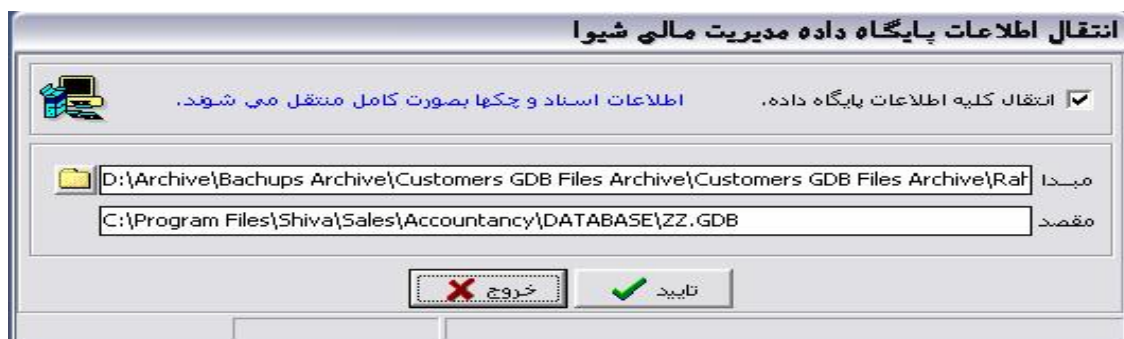 انتقال اطلاعات پایگاه داده مدیریت مالی شیوا
انتقال کلیه اطلاعات پایگاه داده. اطلاعات اسناد و چکها بصورت کامل منتقل می شوند.
مبـدا D:\Archive\Bachups Archive\Customers GDB Files Archive\Customers GDB Files Archive\Rah
مقصد C:\Program Files\Shiva\Sales\Accountancy\DATABASE\ZZ.GDB
تایید خروج